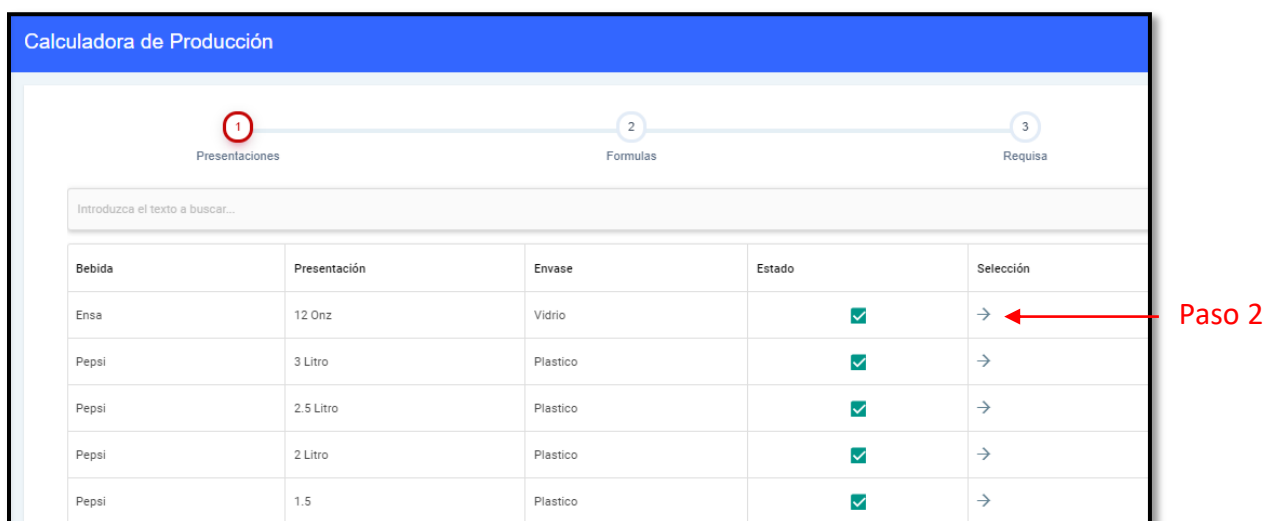 Calculadora de Producción
1 2 3
Presentaciones Formulas Requisa
Introduzca el texto a buscar...
Bebida Presentación Envase Estado Selección
Ensa 12 Onz Vidrio
Paso 2
Pepsi 3 Litro Plastico
Pepsi 2.5 Litro Plastico
Pepsi 2 Litro Plastico
Pepsi 1.5 Plastico